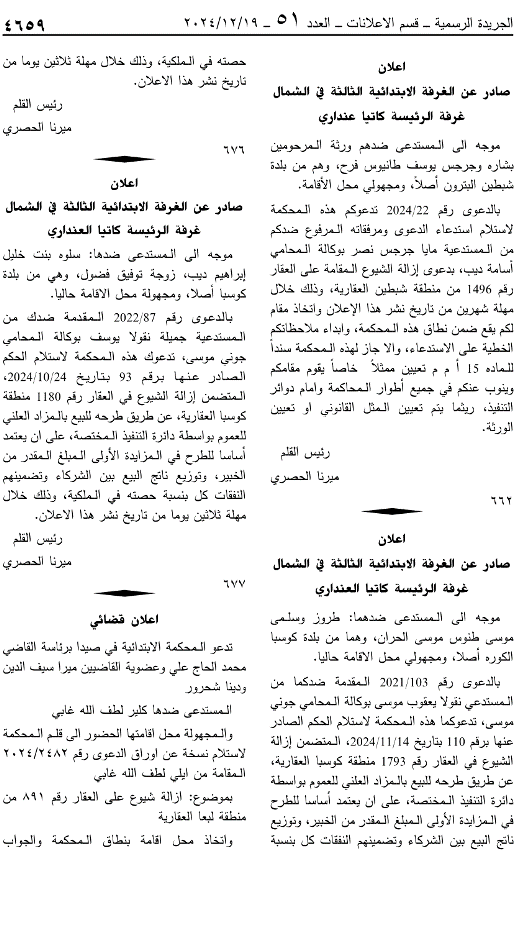 الجريدة الرسمية ــ قسم الاعلانات ــ العدد ٥١ ــ ٢٠٢٤/١٢/١٩
٤٦٥٩
اعلان
صادر عن الغرفة الابتدائية الثالثة في الشمال
غرفة الرئيسة كاتيا عنداري
موجه الى المستدعى ضدهم ورثة المرحومين
بشاره وجرجس يوسف طانيوس فرح، وهم من بلدة
شبطين البترون أصلاً، ومجهولي محل الأقامة.
بالدعوى رقم 2024/22 تدعوكم هذه المحكمة
لاستلام استدعاء الدعوى ومرفقاته المرفوع ضدكم
من المستدعية مايا جرجس نصر بوكالة المحامي
أسامة ديب، بدعوى إزالة الشيوع المقامة على العقار
رقم 1496 من منطقة شبطين العقارية، وذلك خلال
مهلة شهرين من تاريخ نشر هذا الإعلان واتخاذ مقام
لكم يقع ضمن نطاق هذه المحكمة، وابداء ملاحظاتكم
الخطية على الاستدعاء، والا جاز لهذه المحكمة سنداً
للماده 15 أ م م تعيين ممثلاً خاصاً يقوم مقامكم
وينوب عنكم في جميع أطوار المحاكمة وامام دوائر
التنفيذ، ريثما يتم تعيين المثل القانوني او تعيين
الورثة.
رئيس القلم
ميرنا الحصري
٦٦٢
اعلان
صادر عن الغرفة الابتدائية الثالثة في الشمال
غرفة الرئيسة كاتيا العنداري
موجه الى المستدعى ضدهما: طروز وسلمى
موسى طنوس موسى الحران، وهما من بلدة كوسبا
الكوره أصلا، ومجهولي محل الاقامة حاليا.
بالدعوى رقم 2021/103 المقدمة ضدكما من
المستدعي نقولا يعقوب موسى بوكالة المحامي جوني
موسى، تدعوكما هذه المحكمة لاستلام الحكم الصادر
عنها برقم 110 بتاريخ 2024/11/14، المتضمن إزالة
الشيوع في العقار رقم 1793 منطقة كوسبا العقارية،
عن طريق طرحه للبيع بالمزاد العلني للعموم بواسطة
دائرة التنفيذ المختصة، على ان يعتمد أساسا للطرح
في المزايدة الأولى المبلغ المقدر من الخبير، وتوزيع
ناتج البيع بين الشركاء وتضمينهم النفقات كل بنسبة
حصته في الملكية، وذلك خلال مهلة ثلاثين يوما من
تاريخ نشر هذا الاعلان.
رئيس القلم
ميرنا الحصري
٦٧٦
اعلان
صادر عن الغرفة الابتدائية الثالثة في الشمال
غرفة الرئيسة كاتيا العنداري
موجه الى المستدعى ضدها: سلوه بنت خليل
إبراهيم ديب، زوجة توفيق فضول، وهي من بلدة
كوسبا أصلا، ومجهولة محل الاقامة حاليا.
بالدعوى رقم 2022/87 المقدمة ضدك من
المستدعية جميلة نقولا يوسف بوكالة المحامي
جوني موسى، تدعوك هذه المحكمة لاستلام الحكم
الصادر عنها برقم 93 بتاريخ 2024/10/24،
المتضمن إزالة الشيوع في العقار رقم 1180 منطقة
كوسبا العقارية، عن طريق طرحه للبيع بالمزاد العلني
للعموم بواسطة دائرة التنفيذ المختصة، على ان يعتمد
أساسا للطرح في المزايدة الأولى المبلغ المقدر من
الخبير، وتوزيع ناتج البيع بين الشركاء وتضمينهم
النفقات كل بنسبة حصته في الملكية، وذلك خلال
مهلة ثلاثين يوما من تاريخ نشر هذا الاعلان.
رئيس القلم
ميرنا الحصري
٦٧٧
اعلان قضائي
تدعو المحكمة الابتدائية في صيدا برئاسة القاضي
محمد الحاج علي وعضوية القاضيين ميرا سيف الدين
ودينا شحرور
المستدعى ضدها كلير لطف الله غابي
والمجهولة محل اقامتها الحضور الى قلم المحكمة
لاستلام نسخة عن اوراق الدعوى رقم ٢٠٢٤/٢٤٨٢
المقامة من ايلي لطف الله غابي
بموضوع: ازالة شيوع على العقار رقم ٨٩١ من
منطقة لبعا العقارية
واتخاذ محل اقامة بنطاق المحكمة والجواب